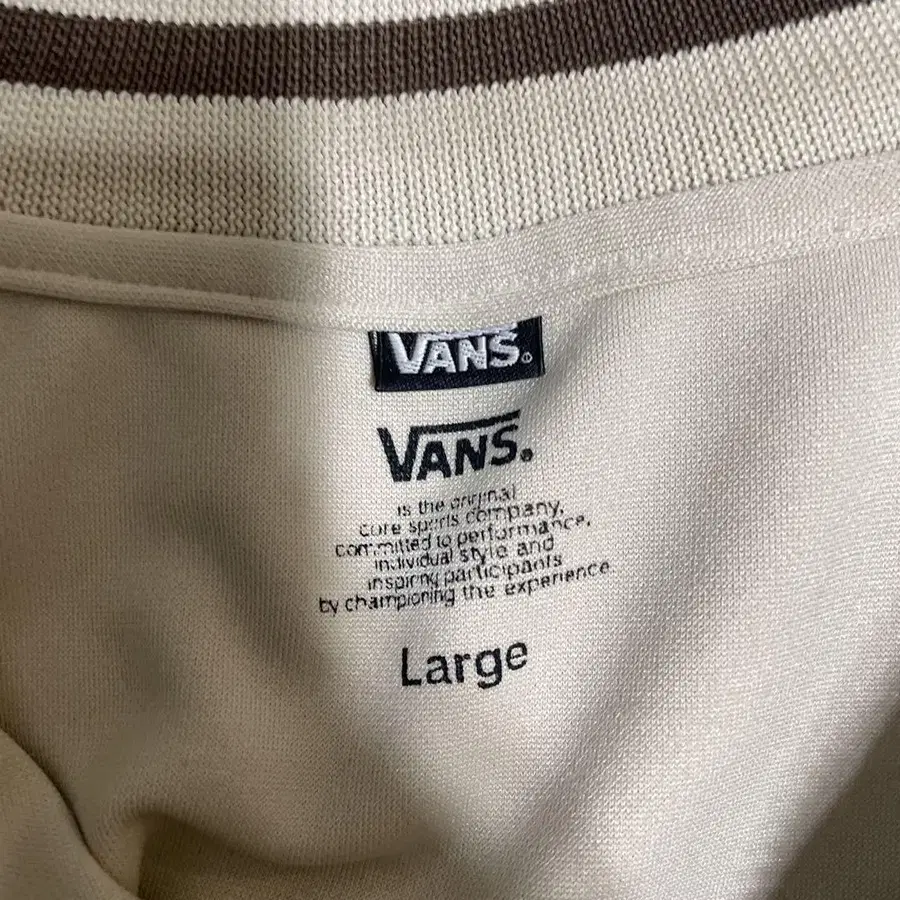 VANS
VANS
is the original
core sports company,
committed to performance,
individual style and
inspiring participants
by championing the experience
Large